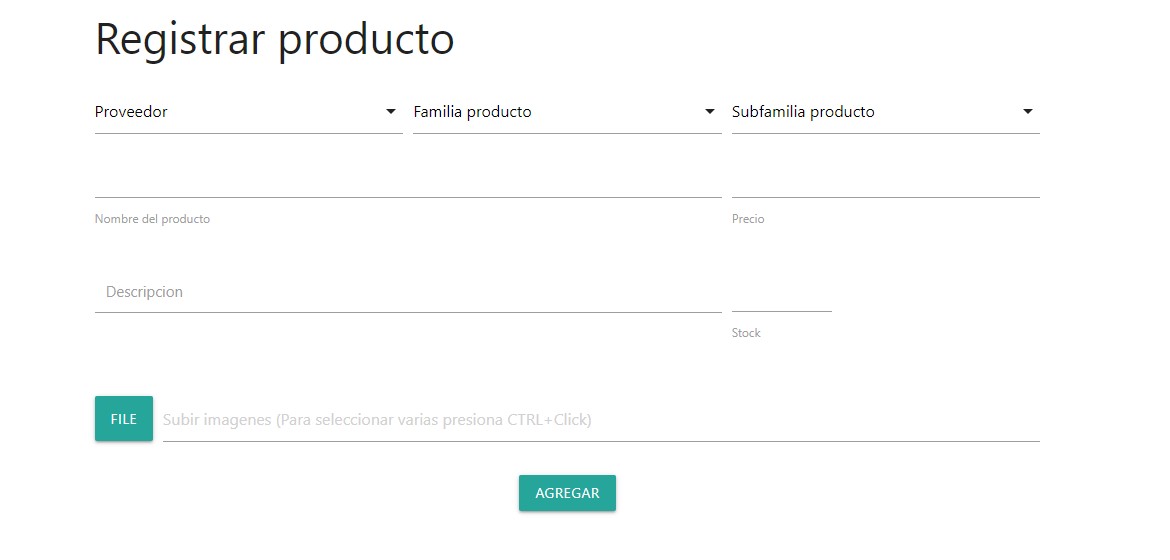 Registrar producto
Proveedor
Familia producto
Subfamilia producto
Nombre del producto
Precio
Descripcion
Stock
FILE
Subir imagenes (Para seleccionar varias presiona CTRL+Click)
AGREGAR